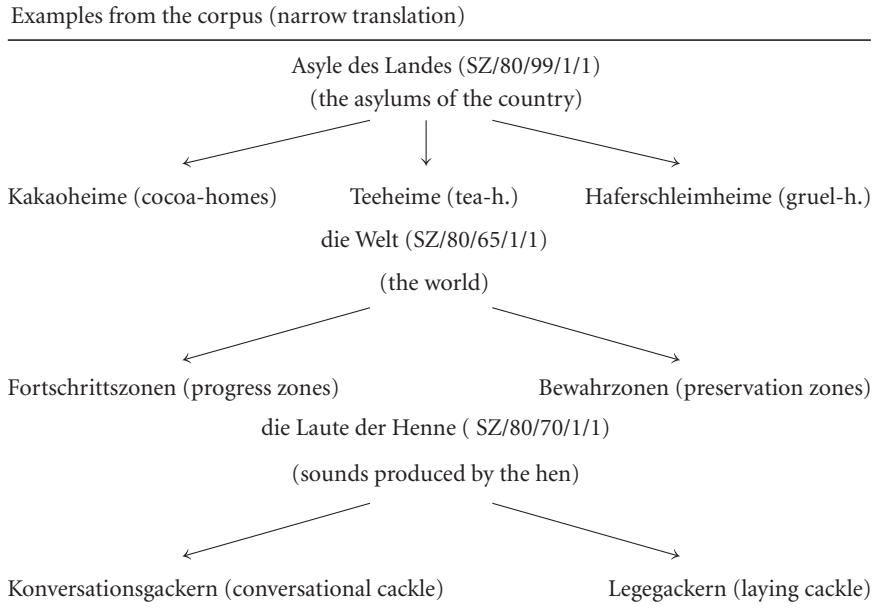 Examples from the corpus (narrow translation)
Asyle des Landes (SZ/80/99/1/1)
(the asylums of the country)
Kakaoheime (cocoa-homes) Teeheime (tea-h.) Haferschleimheime (gruel-h.)
die Welt (SZ/80/65/1/1)
(the world)
Fortschrittszonen (progress zones) Bewahrzonen (preservation zones)
die Laute der Henne ( SZ/80/70/1/1)
(sounds produced by the hen)
Konversationsgackern (conversational cackle) Legegackern (laying cackle)